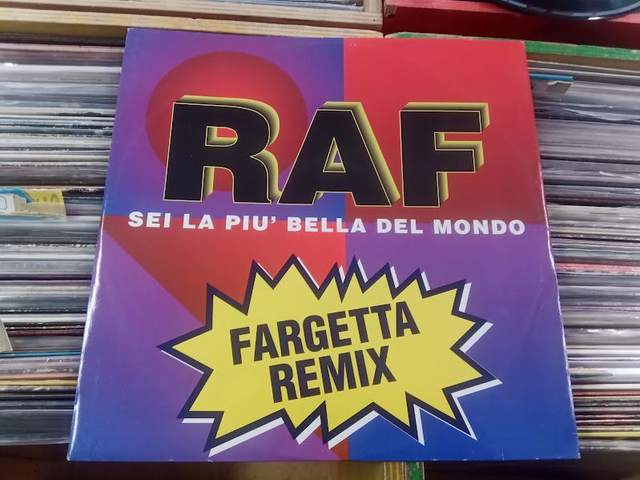 RAF
SEI LA PIU' BELLA DEL MONDO
FARGETTA
REMIX